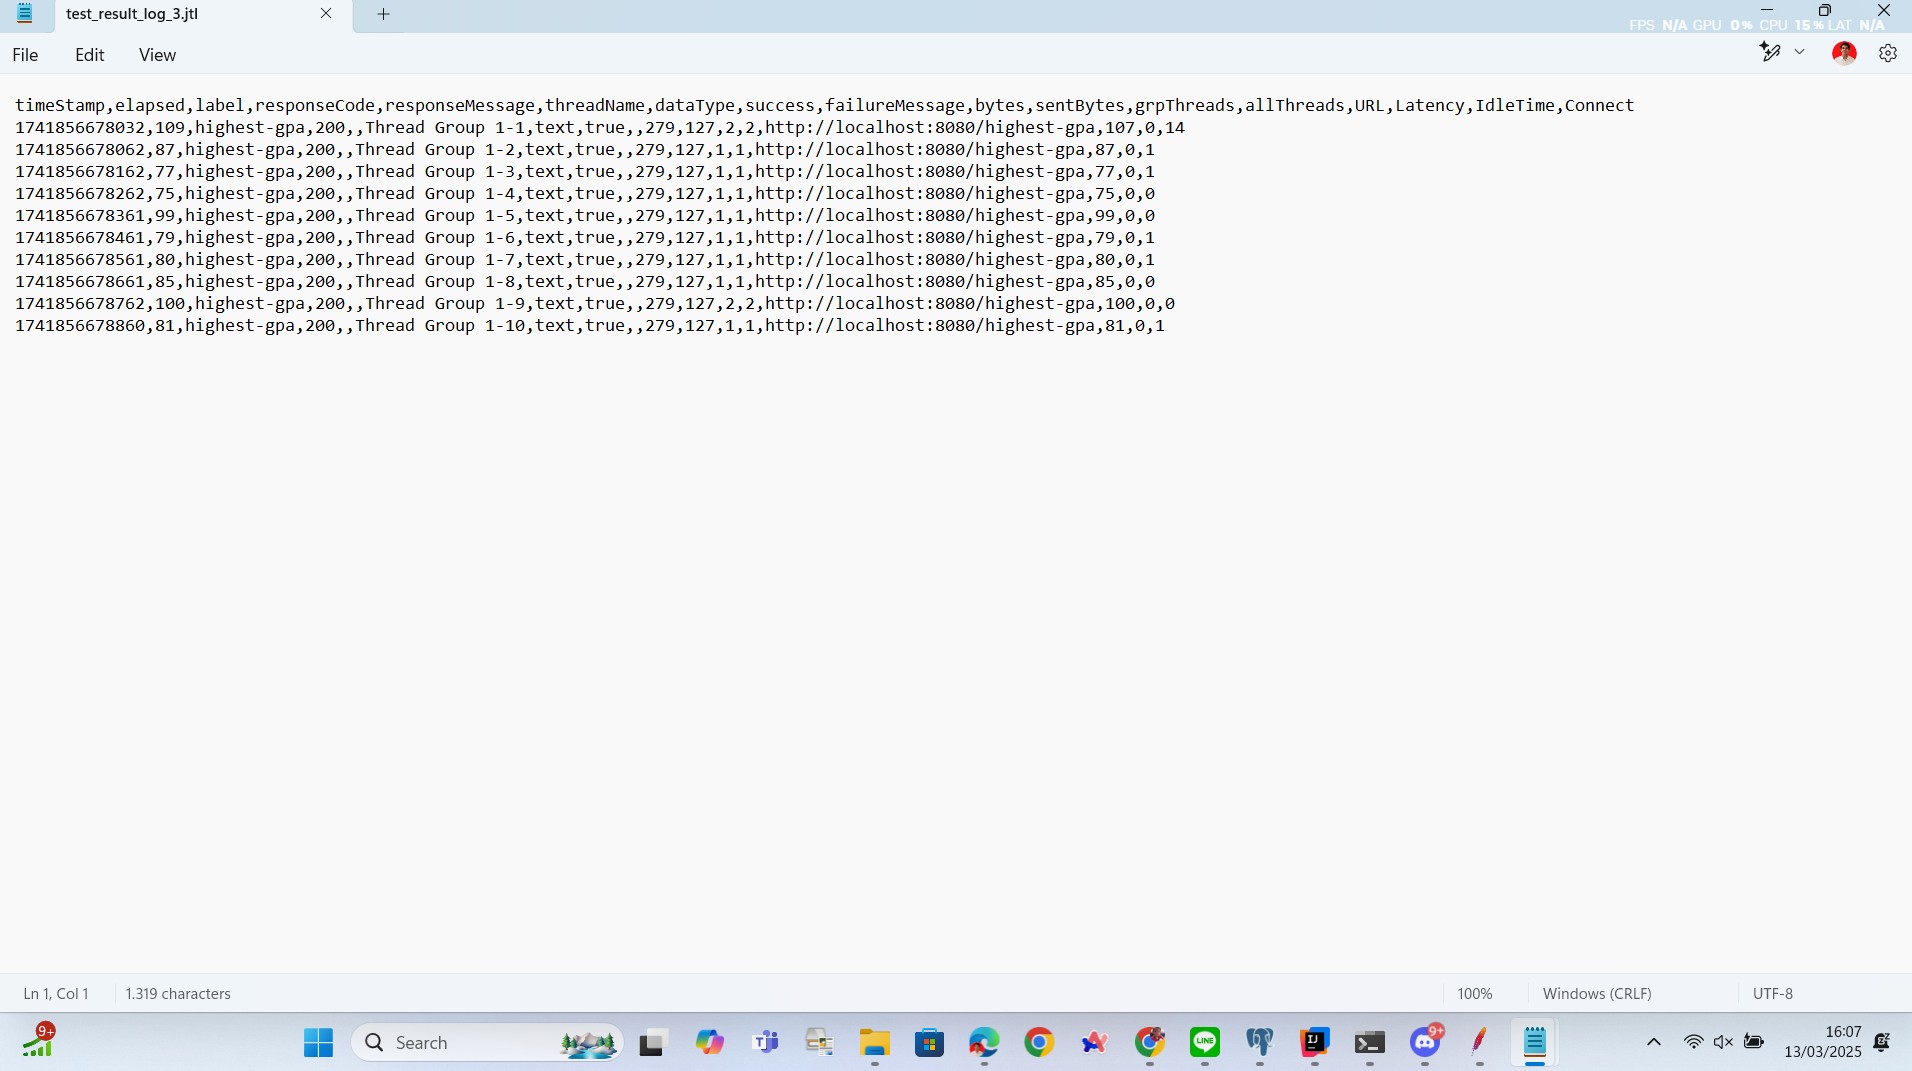 test_result_log_3.jtl
FPS N/A GPU 0% CPU 15% LAT N/A
File Edit View
timeStamp,elapsed,label,responseCode,responseMessage,threadName,dataType,success,failureMessage,bytes,sentBytes,grpThreads,allThreads,URL,Latency,IdleTime,Connect
1741856678032,109,highest-gpa,200,,Thread Group 1-1,text,true,,279,127,2,2,http://localhost:8080/highest-gpa,107,0,14
1741856678062,87,highest-gpa,200,,Thread Group 1-2,text,true,,279,127,1,1,http://localhost:8080/highest-gpa,87,0,1
1741856678162,77,highest-gpa,200,,Thread Group 1-3,text,true,,279,127,1,1,http://localhost:8080/highest-gpa,77,0,1
1741856678262,75,highest-gpa,200,,Thread Group 1-4,text,true,,279,127,1,1,http://localhost:8080/highest-gpa,75,0,0
1741856678361,99,highest-gpa,200,,Thread Group 1-5,text,true,,279,127,1,1,http://localhost:8080/highest-gpa,99,0,0
1741856678461,79,highest-gpa,200,,Thread Group 1-6,text,true,,279,127,1,1,http://localhost:8080/highest-gpa,79,0,1
1741856678561,80,highest-gpa,200,,Thread Group 1-7,text,true,,279,127,1,1,http://localhost:8080/highest-gpa,80,0,1
1741856678661,85,highest-gpa,200,,Thread Group 1-8,text,true,,279,127,1,1,http://localhost:8080/highest-gpa,85,0,0
1741856678762,100,highest-gpa,200,,Thread Group 1-9,text,true,,279,127,2,2,http://localhost:8080/highest-gpa,100,0,0
1741856678860,81,highest-gpa,200,,Thread Group 1-10,text,true,,279,127,1,1,http://localhost:8080/highest-gpa,81,0,1
Ln 1, Col 1 1.319 characters 100% Windows (CRLF) UTF-8
9+ Search LINE IJ 9+ 16:07
13/03/2025